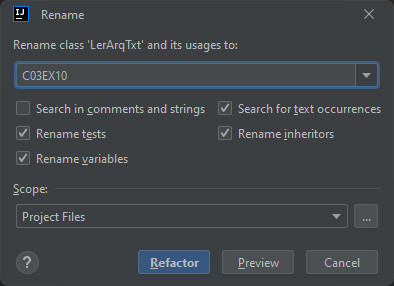 IJ
Rename
Rename class 'LerArqTxt' and its usages to:
C03EX10
Search in comments and strings
Search for text occurrences
Rename tests
Rename inheritors
Rename variables
Scope:
Project Files
...
?
Refactor
Preview
Cancel